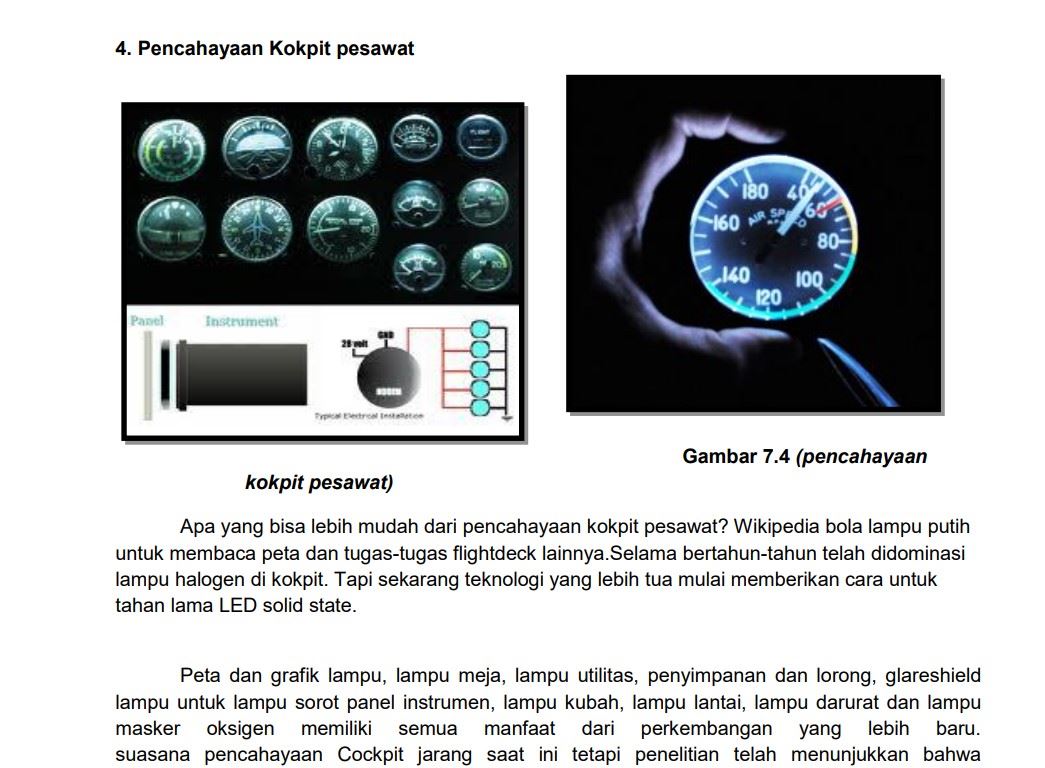 4. Pencahayaan Kokpit pesawat
FLIGHT
Panel
Instrument
28 volt
GND
Typical Electrical Installation
180
40
60
160
AIR SPEED
80
140
100
120
Gambar 7.4 (pencahayaan
kokpit pesawat)
Apa yang bisa lebih mudah dari pencahayaan kokpit pesawat? Wikipedia bola lampu putih
untuk membaca peta dan tugas-tugas flightdeck lainnya.Selama bertahun-tahun telah didominasi
lampu halogen di kokpit. Tapi sekarang teknologi yang lebih tua mulai memberikan cara untuk
tahan lama LED solid state.
Peta dan grafik lampu, lampu meja, lampu utilitas, penyimpanan dan lorong, glareshield
lampu untuk lampu sorot panel instrumen, lampu kubah, lampu lantai, lampu darurat dan lampu
masker oksigen memiliki semua manfaat dari perkembangan yang lebih baru.
suasana pencahayaan Cockpit jarang saat ini tetapi penelitian telah menunjukkan bahwa